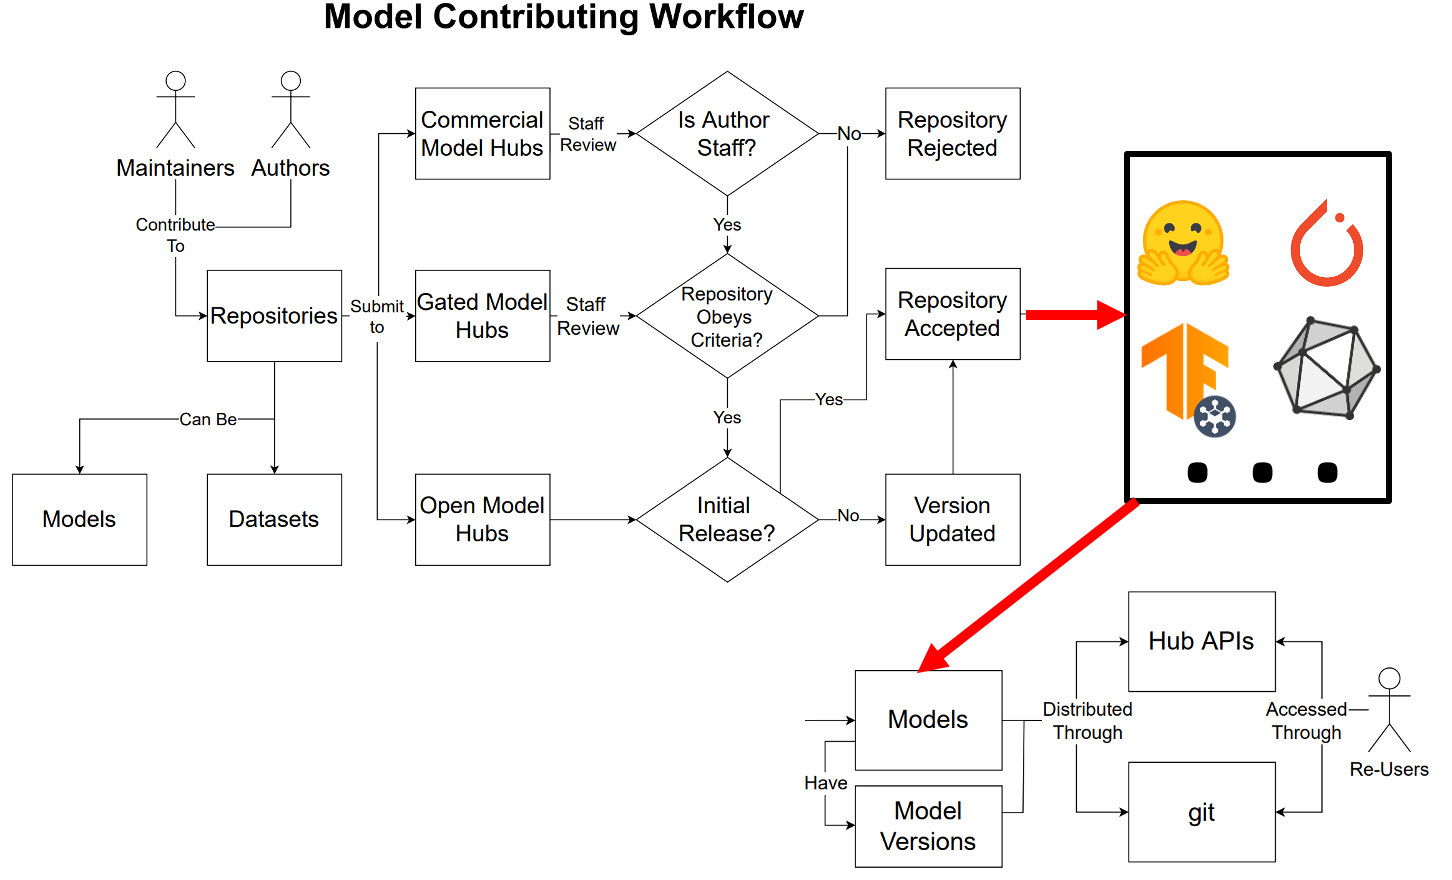 Model Contributing Workflow
Maintainers
Authors
Contribute
To
Repositories
Can Be
Models
Datasets
Submit
to
Commercial
Model Hubs
Staff
Review
Is Author
Staff?
No
Repository
Rejected
Yes
Gated Model
Hubs
Staff
Review
Repository
Obeys
Criteria?
Repository
Accepted
Yes
Yes
Open Model
Hubs
Initial
Release?
No
Version
Updated
Models
Have
Model
Versions
Distributed
Through
Hub APIs
git
Accessed
Through
Re-Users